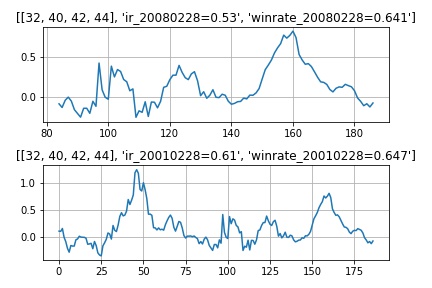 [[32, 40, 42, 44], 'ir_20080228=0.53', 'winrate_20080228=0.641']
0.5
0.0
80 100 120 140 160 180
[[32, 40, 42, 44], 'ir_20010228=0.61', 'winrate_20010228=0.647']
1.0
0.5
0.0
0 25 50 75 100 125 150 175